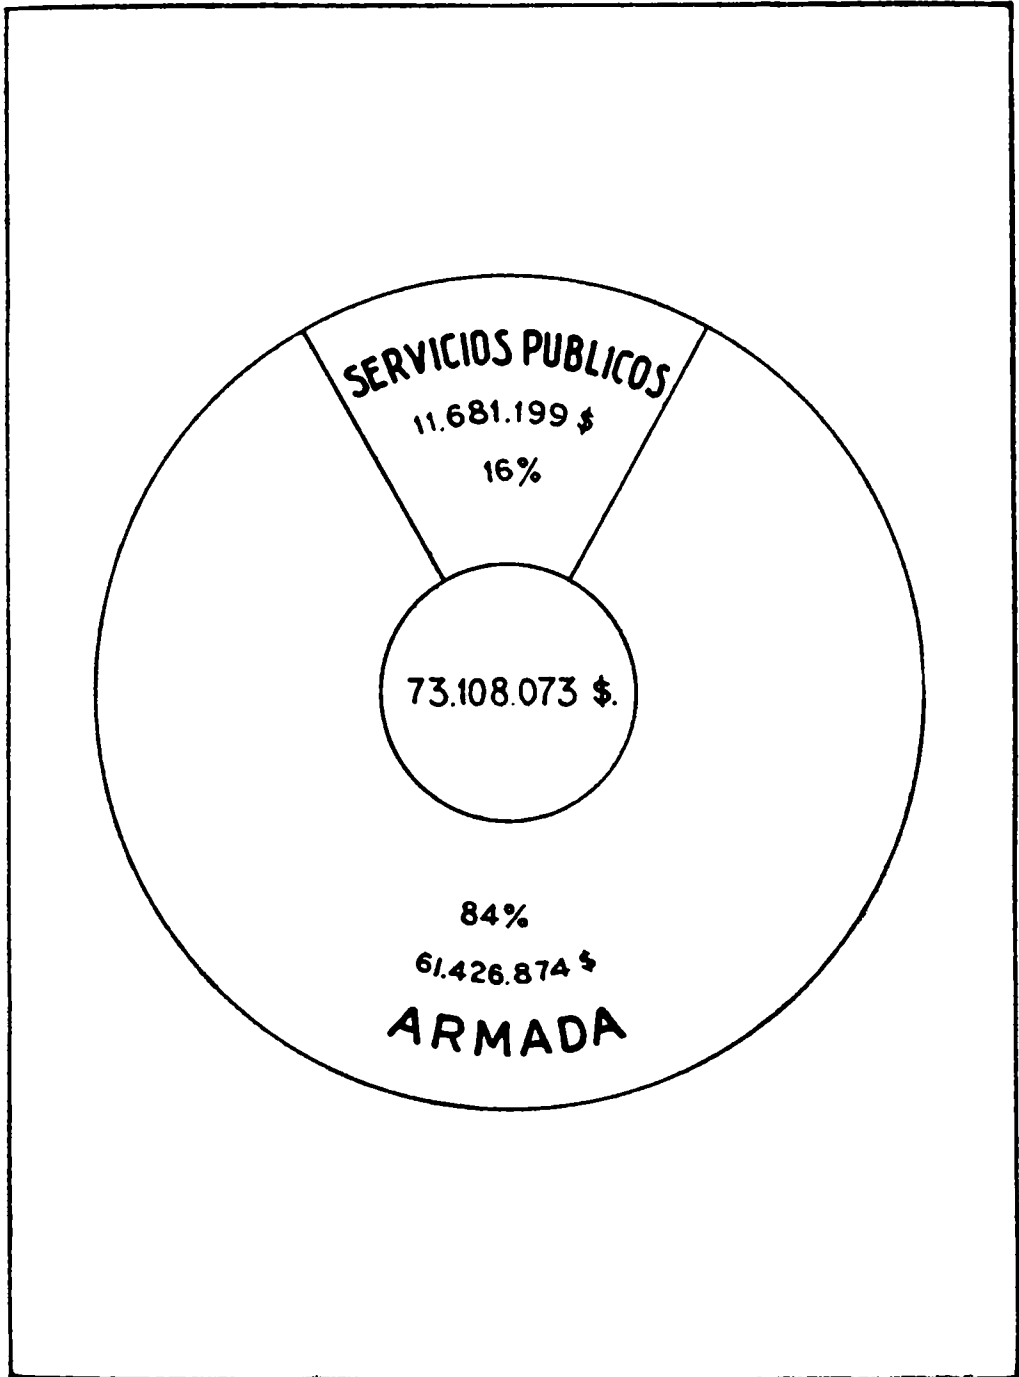 SERVICIOS PUBLICOS
11.681.199 $
16%
73.108.073 $.
84%
61.426.874 $
ARMADA